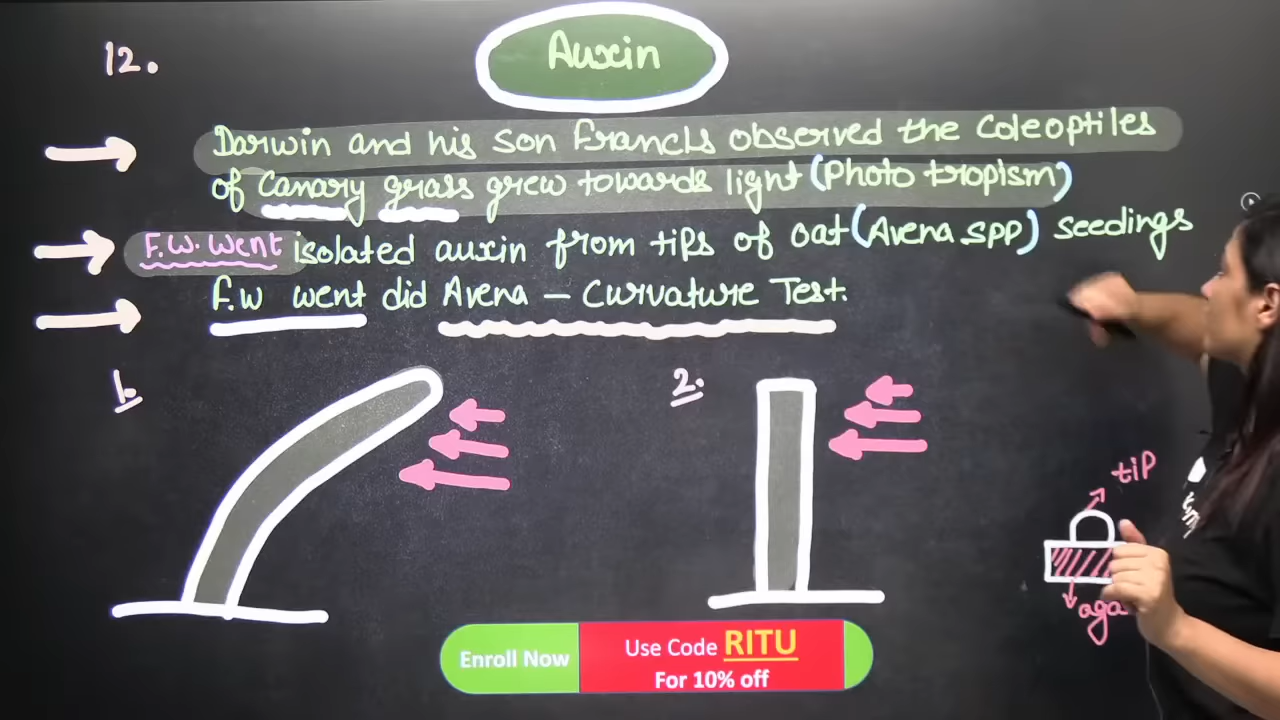 12.
Auxin
Darwin and his son Francis observed the Coleoptiles
of Canary grass grew towards light (Photo tropism)
F.W. Went isolated auxin from tips of oat (Avena spp) seedings
F.W went did Avena – Curvature Test.
1.
2.
tip
Enroll Now
Use Code RITU
For 10% off